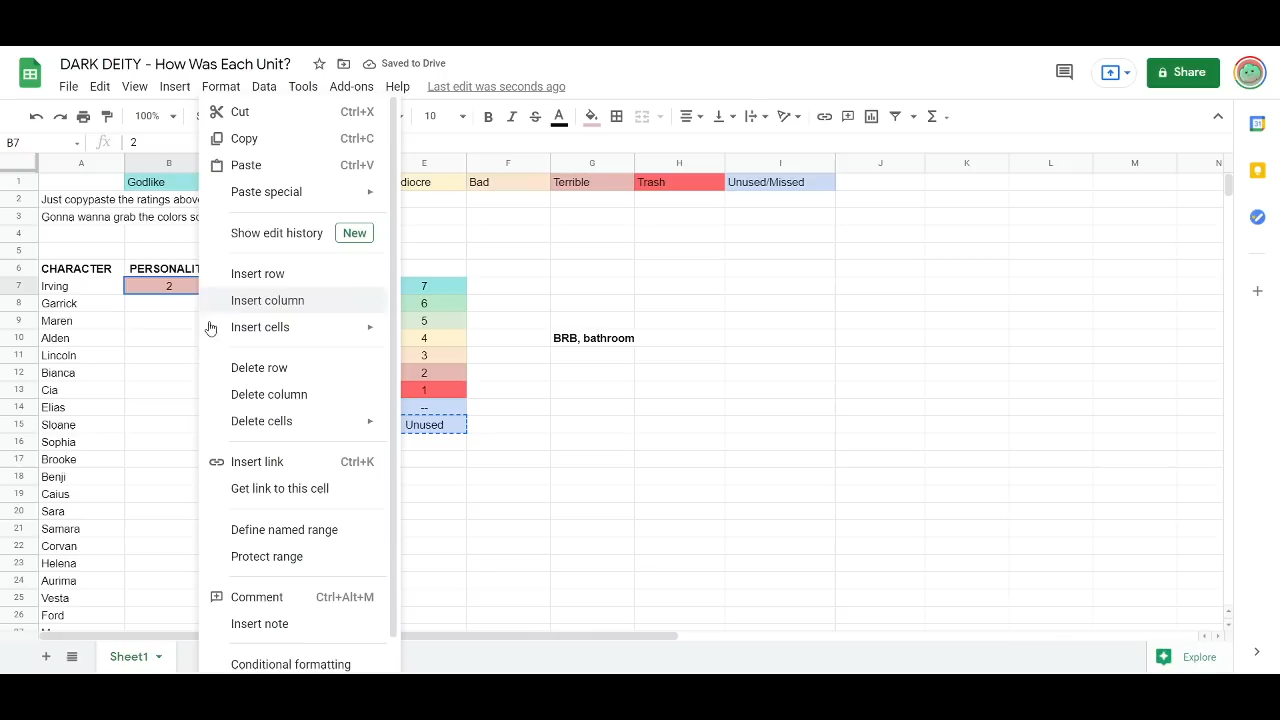 DARK DEITY - How Was Each Unit?
Saved to Drive
File Edit View Insert Format Data Tools Add-ons Help Last edit was seconds ago
Share
100% 10
B7 fx 2
A B E F G H I J K L M N
1 Godlike diocre Bad Terrible Trash Unused/Missed
2 Just copypaste the ratings above
3 Gonna wanna grab the colors
4
5
6 CHARACTER PERSONALIT
7 Irving 2 7
8 Garrick 6
9 Maren 5
10 Alden 4 BRB, bathroom
11 Lincoln 3
12 Bianca 2
13 Cia 1
14 Elias --
15 Sloane Unused
16 Sophia
17 Brooke
18 Benji
19 Caius
20 Sara
21 Samara
22 Corvan
23 Helena
24 Aurima
25 Vesta
26 Ford
Cut Ctrl+X
Copy Ctrl+C
Paste Ctrl+V
Paste special
Show edit history New
Insert row
Insert column
Insert cells
Delete row
Delete column
Delete cells
Insert link Ctrl+K
Get link to this cell
Define named range
Protect range
Comment Ctrl+Alt+M
Insert note
Conditional formatting
Sheet1
Explore